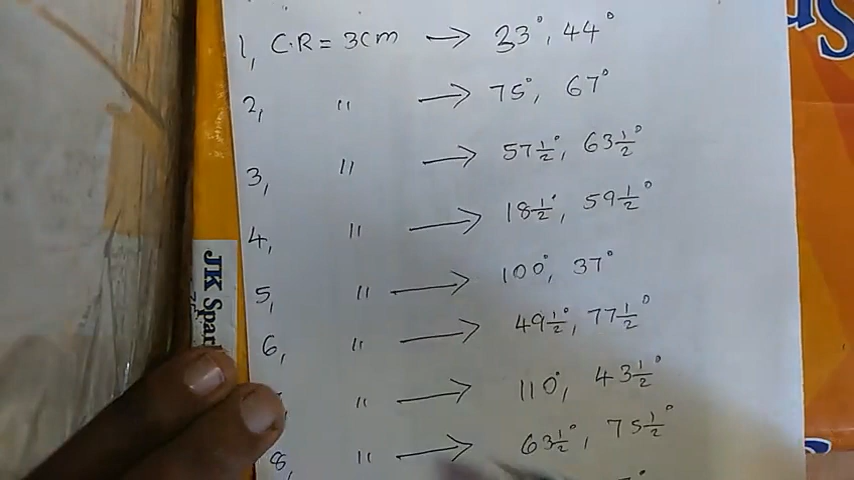 1, C.R = 3cm → 33°, 44°
2, " → 75°, 67°
3, " → 57½°, 63½°
4, " → 18½°, 59½°
5, " → 100°, 37°
6, " → 49½°, 77½°
" → 110°, 43½°
8, " → 63½°, 75½°
JK Spar